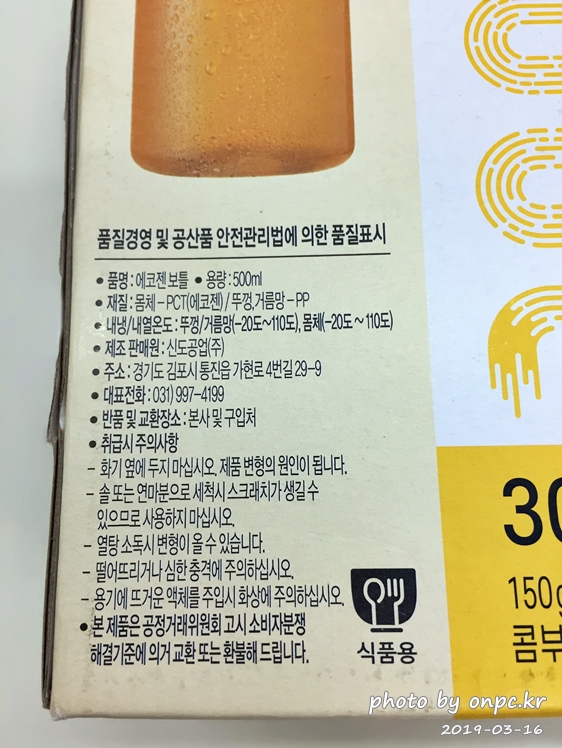 품질경영 및 공산품 안전관리법에 의한 품질표시
• 품명 : 에코젠 보틀 • 용량 : 500ml
• 재질 : 몸체 - PCT(에코젠) / 뚜껑,거름망 - PP
• 내냉/내열온도 : 뚜껑/거름망(-20도~110도), 몸체(-20도~110도)
• 제조 판매원 : 신도공업(주)
• 주소 : 경기도 김포시 통진읍 가현로 4번길 29-9
• 대표전화 : 031) 997-4199
• 반품 및 교환장소 : 본사 및 구입처
• 취급시 주의사항
- 화기 옆에 두지 마십시오. 제품 변형의 원인이 됩니다.
- 솔 또는 연마분으로 세척시 스크래치가 생길 수
있으므로 사용하지 마십시오.
- 열탕 소독시 변형이 올 수 있습니다.
- 떨어뜨리거나 심한 충격에 주의하십시오.
- 용기에 뜨거운 액체를 주입시 화상에 주의하십시오.
• 본 제품은 공정거래위원회 고시 소비자분쟁
해결기준에 의거 교환 또는 환불해 드립니다.
식품용
30
150g
콤부
photo by onpc.kr
2019-03-16